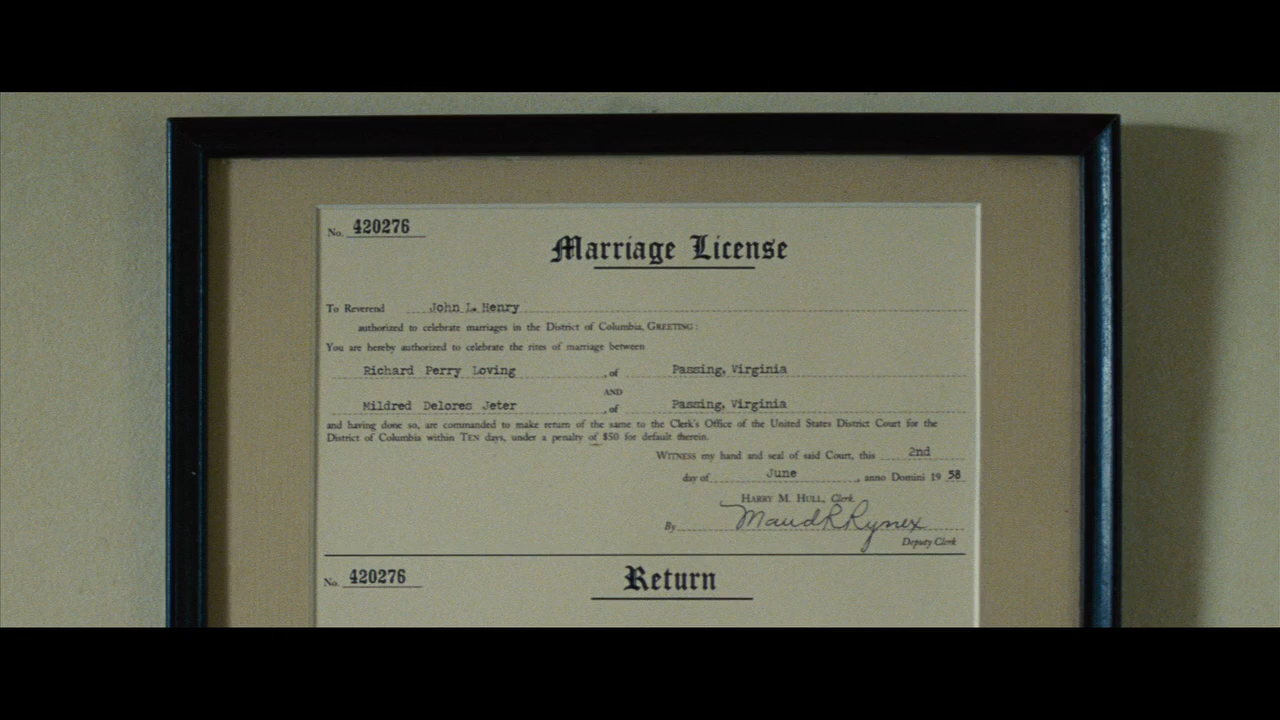 No. 420276
Marriage License
To Reverend John L. Henry
authorized to celebrate marriages in the District of Columbia, GREETING:
You are hereby authorized to celebrate the rites of marriage between
Richard Perry Loving , of Passing, Virginia
AND
Mildred Delores Jeter , of Passing, Virginia
and having done so, are commanded to make return of the same to the Clerk's Office of the United States District Court for the
District of Columbia within TEN days, under a penalty of $50 for default therein.
WITNESS my hand and seal of said Court, this 2nd
day of June , anno Domini 19 58
HARRY M. HULL, Clerk.
By Maud R Rynex
Deputy Clerk
No. 420276
Return